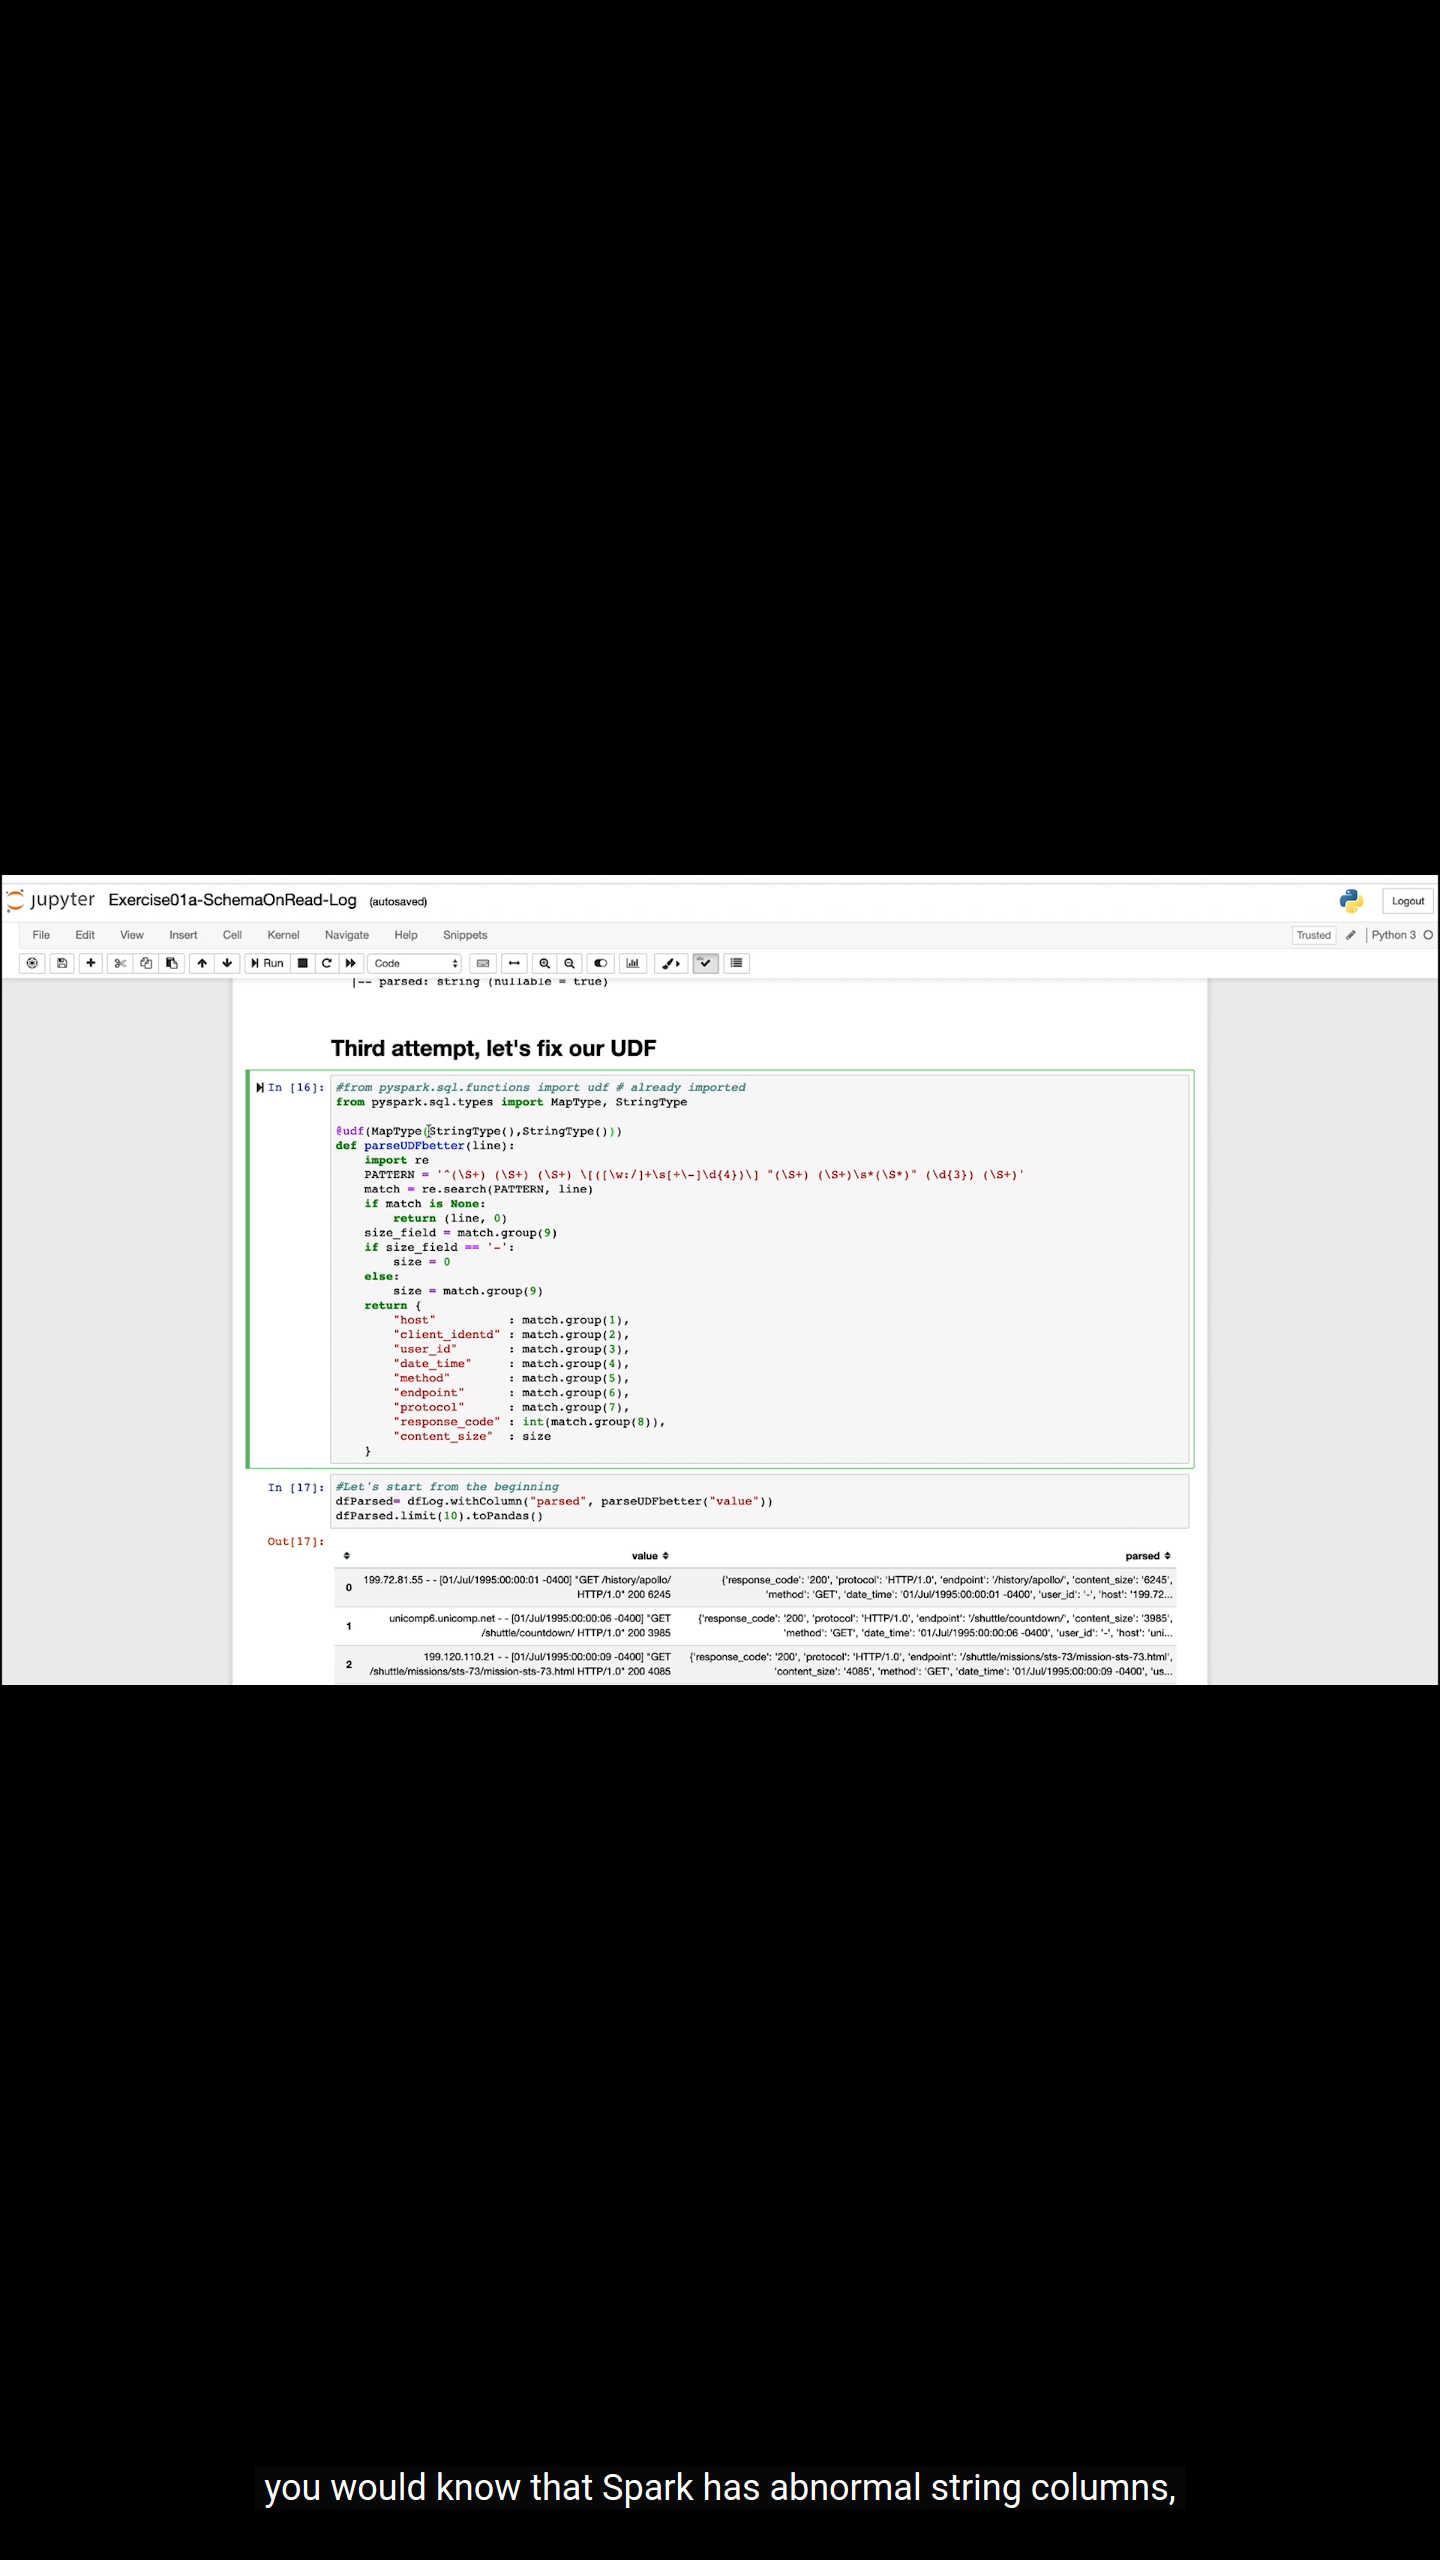 jupyter Exercise01a-SchemaOnRead-Log (autosaved) Logout
File Edit View Insert Cell Kernel Navigate Help Snippets Trusted Python 3
Run Code
|-- parsed: string (nullable = true)
Third attempt, let's fix our UDF
In [16]: #from pyspark.sql.functions import udf # already imported
from pyspark.sql.types import MapType, StringType
@udf(MapType(StringType(),StringType()))
def parseUDFbetter(line):
    import re
    PATTERN = '^(\S+) (\S+) (\S+) \[([\w:/]+\s[+\-]\d{4})\] "(\S+) (\S+)\s*(\S*)" (\d{3}) (\S+)'
    match = re.search(PATTERN, line)
    if match is None:
        return (line, 0)
    size_field = match.group(9)
    if size_field == '-':
        size = 0
    else:
        size = match.group(9)
    return {
        "host"          : match.group(1),
        "client_identd" : match.group(2),
        "user_id"       : match.group(3),
        "date_time"     : match.group(4),
        "method"        : match.group(5),
        "endpoint"      : match.group(6),
        "protocol"      : match.group(7),
        "response_code" : int(match.group(8)),
        "content_size"  : size
    }
In [17]: #Let's start from the beginning
dfParsed= dfLog.withColumn("parsed", parseUDFbetter("value"))
dfParsed.limit(10).toPandas()
Out[17]:
value parsed
0 199.72.81.55 - - [01/Jul/1995:00:00:01 -0400] "GET /history/apollo/ {'response_code': '200', 'protocol': 'HTTP/1.0', 'endpoint': '/history/apollo/', 'content_size': '6245',
HTTP/1.0" 200 6245 'method': 'GET', 'date_time': '01/Jul/1995:00:00:01 -0400', 'user_id': '-', 'host': '199.72...
1 unicomp6.unicomp.net - - [01/Jul/1995:00:00:06 -0400] "GET {'response_code': '200', 'protocol': 'HTTP/1.0', 'endpoint': '/shuttle/countdown/', 'content_size': '3985',
/shuttle/countdown/ HTTP/1.0" 200 3985 'method': 'GET', 'date_time': '01/Jul/1995:00:00:06 -0400', 'user_id': '-', 'host': 'uni...
2 199.120.110.21 - - [01/Jul/1995:00:00:09 -0400] "GET {'response_code': '200', 'protocol': 'HTTP/1.0', 'endpoint': '/shuttle/missions/sts-73/mission-sts-73.html',
/shuttle/missions/sts-73/mission-sts-73.html HTTP/1.0" 200 4085 'content_size': '4085', 'method': 'GET', 'date_time': '01/Jul/1995:00:00:09 -0400', 'us...
you would know that Spark has abnormal string columns,